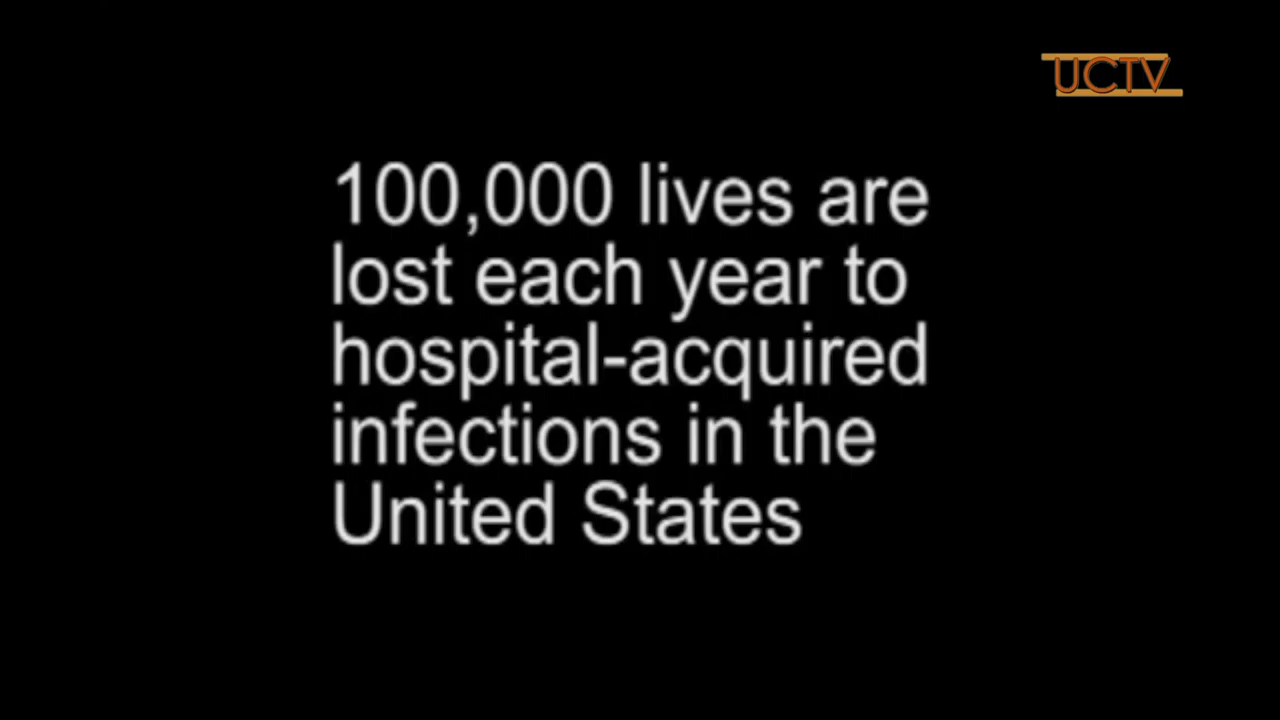 UCTV
100,000 lives are
lost each year to
hospital-acquired
infections in the
United States